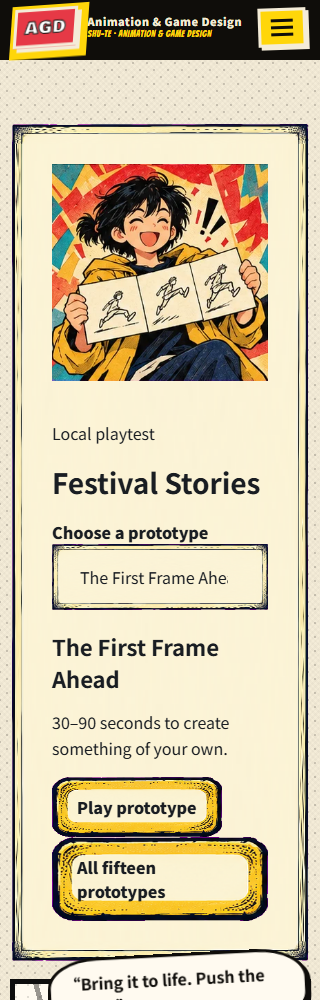 AGD
Animation & Game Design
SHU-TE · ANIMATION & GAME DESIGN
Local playtest
Festival Stories
Choose a prototype
The First Frame Ahe
The First Frame
Ahead
30–90 seconds to create
something of your own.
Play prototype
All fifteen
prototypes
“Bring it to life. Push the